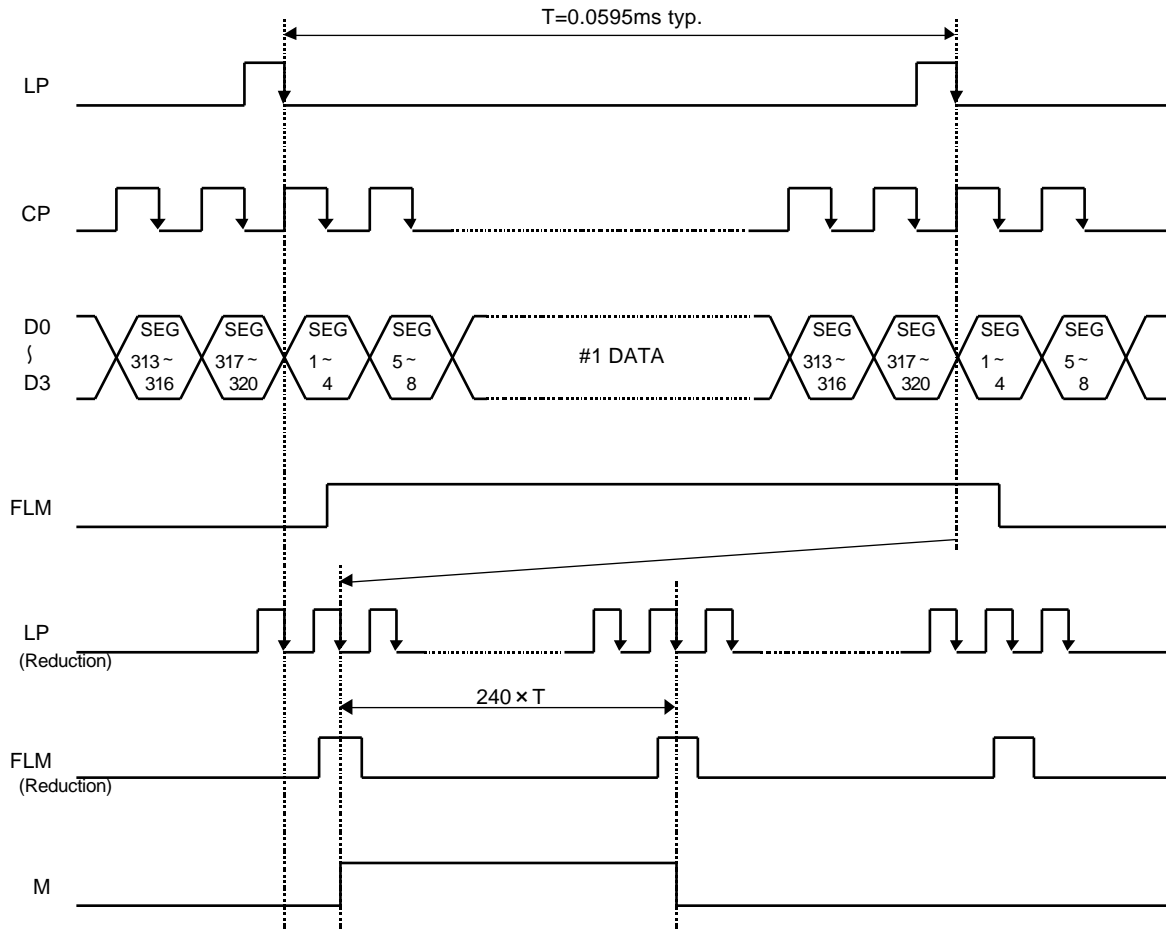 T=0.0595ms typ.
LP
CP
D0
⟆
D3
SEG 313~ 316
SEG 317~ 320
SEG 1~ 4
SEG 5~ 8
#1 DATA
SEG 313~ 316
SEG 317~ 320
SEG 1~ 4
SEG 5~ 8
FLM
LP
(Reduction)
240×T
FLM
(Reduction)
M